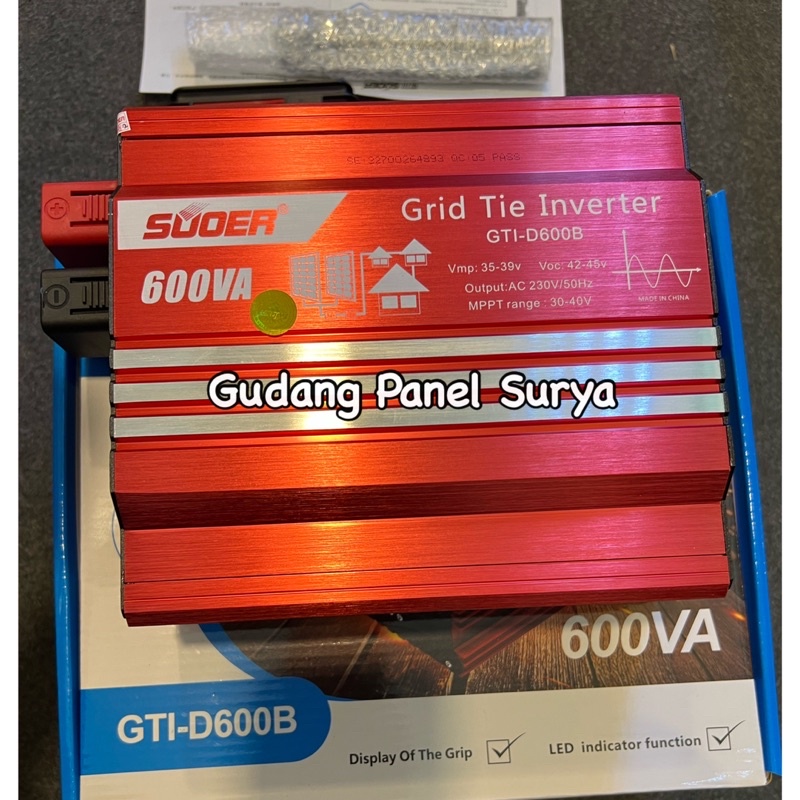 SE-22700264893 QC:05 PASS
SUOER®
Grid Tie Inverter
GTI-D600B
600VA
Vmp: 35-39v Voc: 42-45v
Output:AC 230V/50Hz
MPPT range : 30-40V
MADE IN CHINA
Gudang Panel Surya
600VA
GTI-D600B
Display Of The Grip
LED indicator function